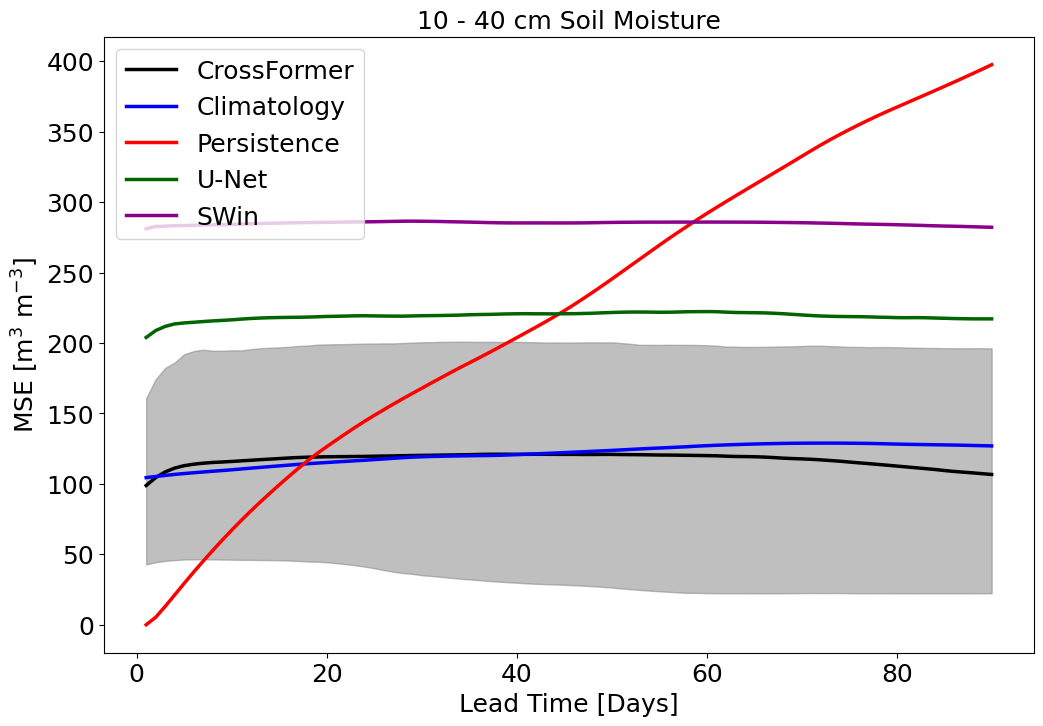 10 - 40 cm Soil Moisture
CrossFormer
Climatology
Persistence
U-Net
SWin
400
350
300
250
200
150
100
50
0
MSE [m³ m⁻³]
0 20 40 60 80
Lead Time [Days]